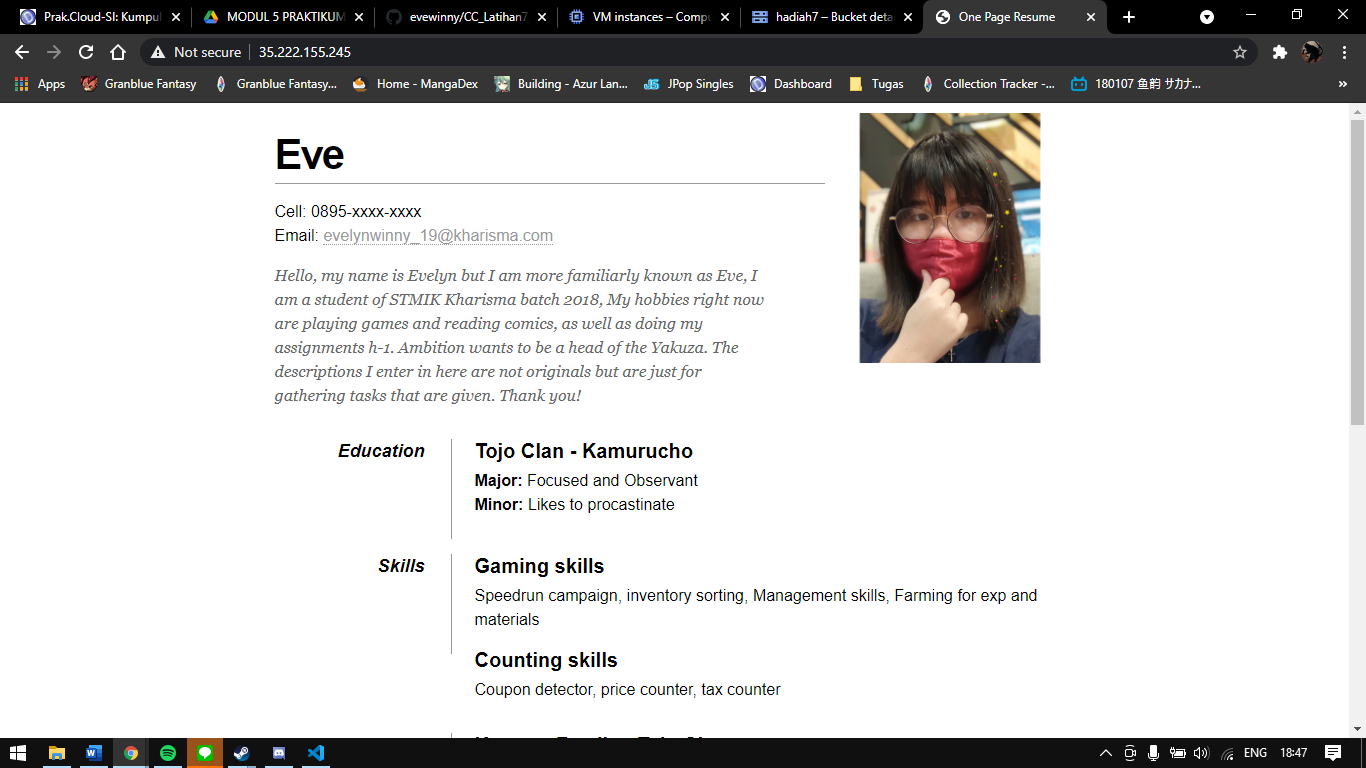 Prak.Cloud-SI: Kumpul
MODUL 5 PRAKTIKUM
evewinny/CC_Latihan7
VM instances – Compu
hadiah7 – Bucket deta
One Page Resume
Not secure
35.222.155.245
Apps
Granblue Fantasy
Granblue Fantasy...
Home - MangaDex
Building - Azur Lan...
JPop Singles
Dashboard
Tugas
Collection Tracker -...
180107 鱼韵 サカナ...
»
Eve
Cell: 0895-xxxx-xxxx
Email: evelynwinny_19@kharisma.com
Hello, my name is Evelyn but I am more familiarly known as Eve, I
am a student of STMIK Kharisma batch 2018, My hobbies right now
are playing games and reading comics, as well as doing my
assignments h-1. Ambition wants to be a head of the Yakuza. The
descriptions I enter in here are not originals but are just for
gathering tasks that are given. Thank you!
Education
Tojo Clan - Kamurucho
Major: Focused and Observant
Minor: Likes to procastinate
Skills
Gaming skills
Speedrun campaign, inventory sorting, Management skills, Farming for exp and
materials
Counting skills
Coupon detector, price counter, tax counter
ENG
18:47